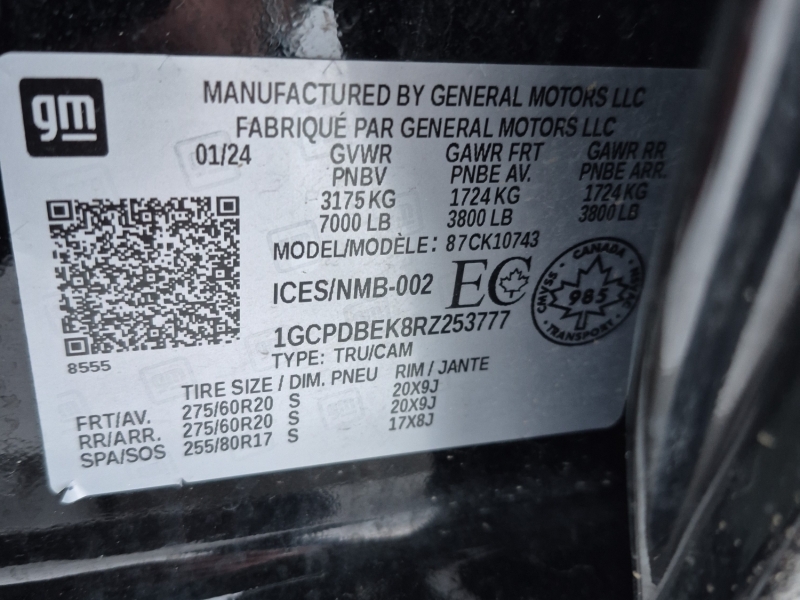 gm
MANUFACTURED BY GENERAL MOTORS LLC
FABRIQUÉ PAR GENERAL MOTORS LLC
01/24 GVWR GAWR FRT GAWR RR
PNBV PNBE AV. PNBE ARR.
3175 KG 1724 KG 1724 KG
7000 LB 3800 LB 3800 LB
MODEL/MODÈLE: 87CK10743
ICES/NMB-002 EC
CANADA
CMVSS 985 NSVAC
TRANSPORT
1GCPDBEK8RZ253777
TYPE: TRU/CAM
8555
TIRE SIZE / DIM. PNEU RIM / JANTE
FRT/AV. 275/60R20 S 20X9J
RR/ARR. 275/60R20 S 20X9J
SPA/SOS 255/80R17 S 17X8J